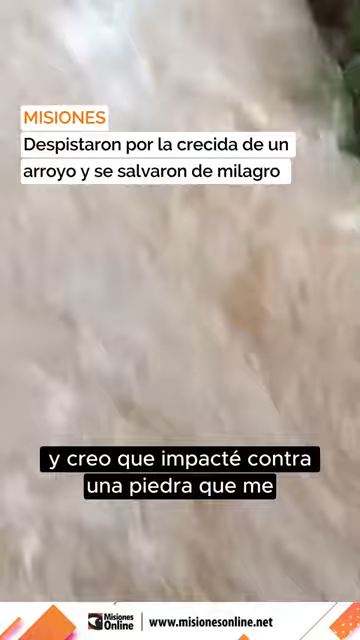 MISIONES
Despistaron por la crecida de un
arroyo y se salvaron de milagro
y creo que impacté contra
una piedra que me
Misiones
Online
www.misionesonline.net